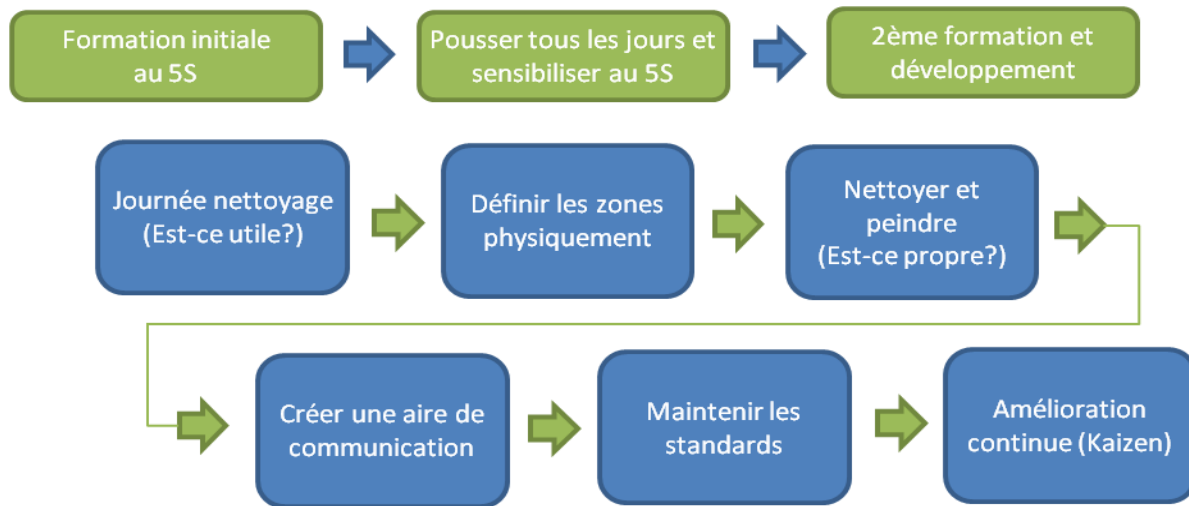 Formation initiale
au 5S
Pousser tous les jours et
sensibiliser au 5S
2ème formation et
développement
Journée nettoyage
(Est-ce utile?)
Définir les zones
physiquement
Nettoyer et
peindre
(Est-ce propre?)
Créer une aire de
communication
Maintenir les
standards
Amélioration
continue (Kaizen)